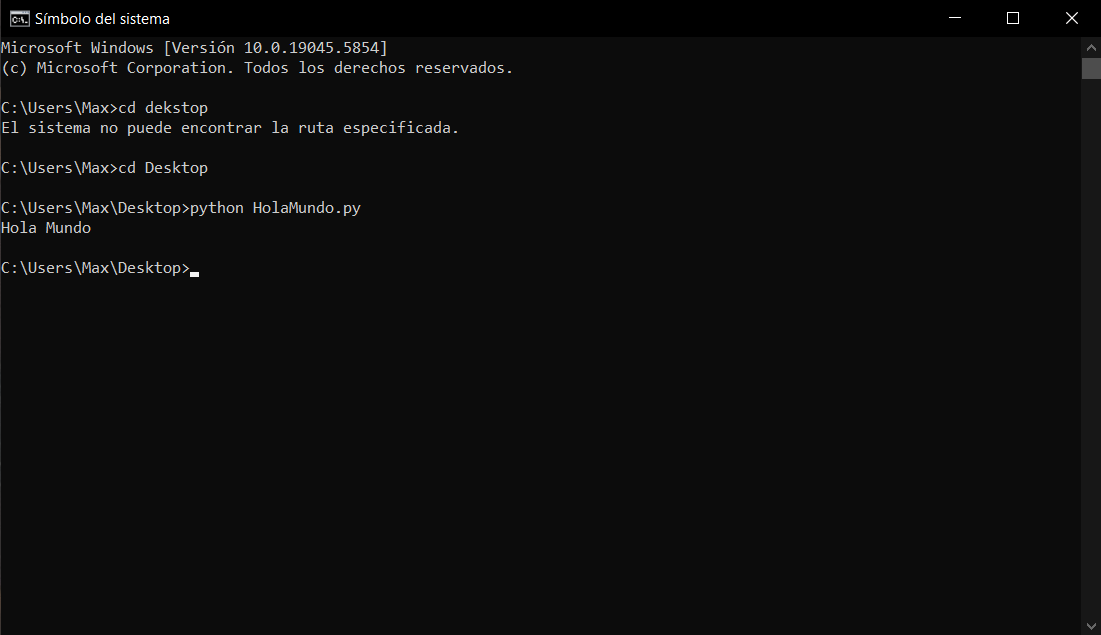 Símbolo del sistema
Microsoft Windows [Versión 10.0.19045.5854]
(c) Microsoft Corporation. Todos los derechos reservados.
C:\Users\Max>cd dekstop
El sistema no puede encontrar la ruta especificada.
C:\Users\Max>cd Desktop
C:\Users\Max\Desktop>python HolaMundo.py
Hola Mundo
C:\Users\Max\Desktop>